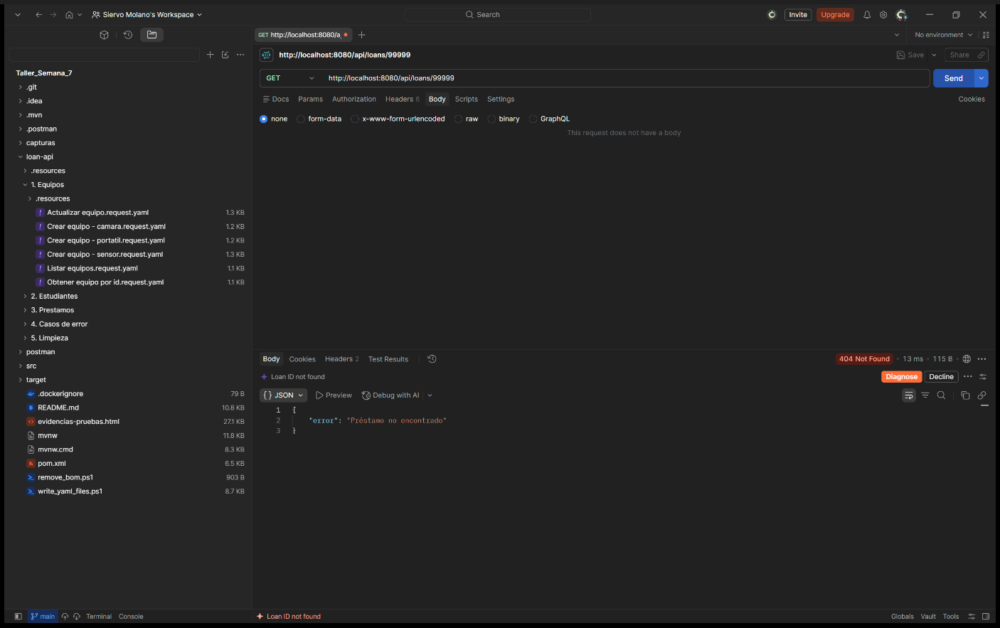 Siervo Molano's Workspace
Search
Invite
Upgrade
GET http://localhost:8080/a
No environment
http://localhost:8080/api/loans/99999
Save
Share
Taller_Semana_7
.git
.idea
.mvn
.postman
capturas
loan-api
.resources
1. Equipos
.resources
Actualizar equipo.request.yaml 1.3 KB
Crear equipo - camara.request.yaml 1.2 KB
Crear equipo - portatil.request.yaml 1.2 KB
Crear equipo - sensor.request.yaml 1.3 KB
Listar equipos.request.yaml 1.1 KB
Obtener equipo por id.request.yaml 1.1 KB
2. Estudiantes
3. Prestamos
4. Casos de error
5. Limpieza
postman
src
target
.dockerignore 79 B
README.md 10.8 KB
evidencias-pruebas.html 27.1 KB
mvnw 11.8 KB
mvnw.cmd 8.3 KB
pom.xml 6.5 KB
remove_bom.ps1 903 B
write_yaml_files.ps1 8.7 KB
GET http://localhost:8080/api/loans/99999
Send
Docs Params Authorization Headers 6 Body Scripts Settings
Cookies
none form-data x-www-form-urlencoded raw binary GraphQL
This request does not have a body
Body Cookies Headers 2 Test Results
404 Not Found 13 ms 115 B
Loan ID not found
Diagnose Decline
{ } JSON Preview Debug with AI
1 {
2 "error": "Préstamo no encontrado"
3 }
main Terminal Console
Loan ID not found
Globals Vault Tools